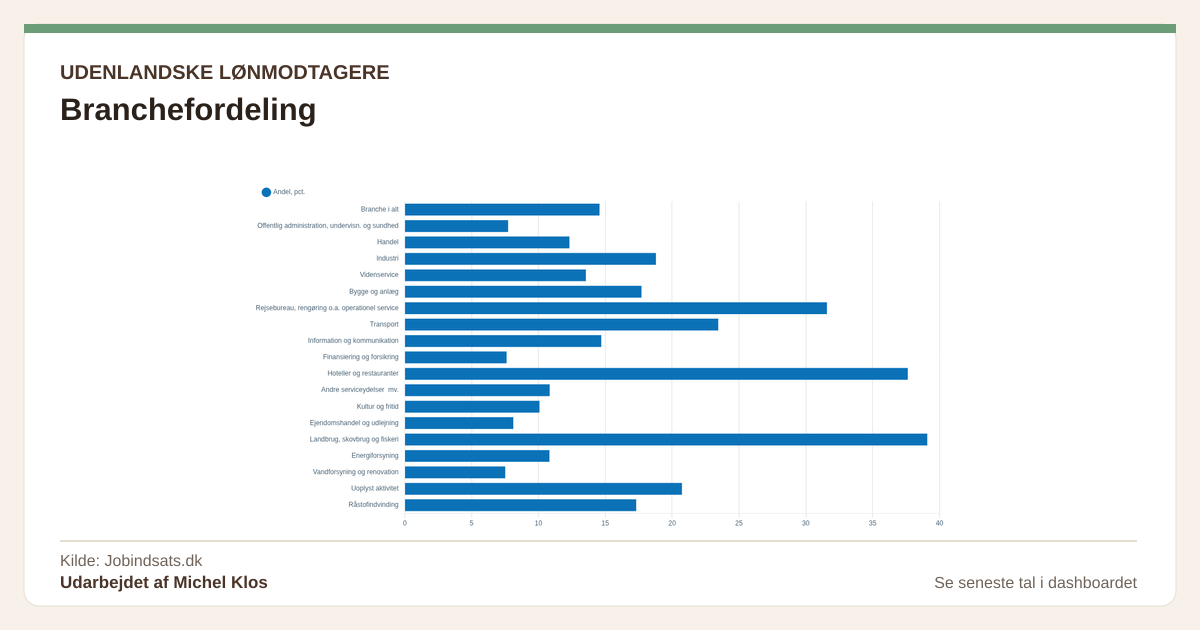 UDENLANDSKE LØNMODTAGERE
Branchefordeling
Andel, pct.
Branche i alt
Offentlig administration, undervisn. og sundhed
Handel
Industri
Videnservice
Bygge og anlæg
Rejsebureau, rengøring o.a. operationel service
Transport
Information og kommunikation
Finansiering og forsikring
Hoteller og restauranter
Andre serviceydelser mv.
Kultur og fritid
Ejendomshandel og udlejning
Landbrug, skovbrug og fiskeri
Energiforsyning
Vandforsyning og renovation
Uoplyst aktivitet
Råstofindvinding
0 5 10 15 20 25 30 35 40
Kilde: Jobindsats.dk
Udarbejdet af Michel Klos
Se seneste tal i dashboardet